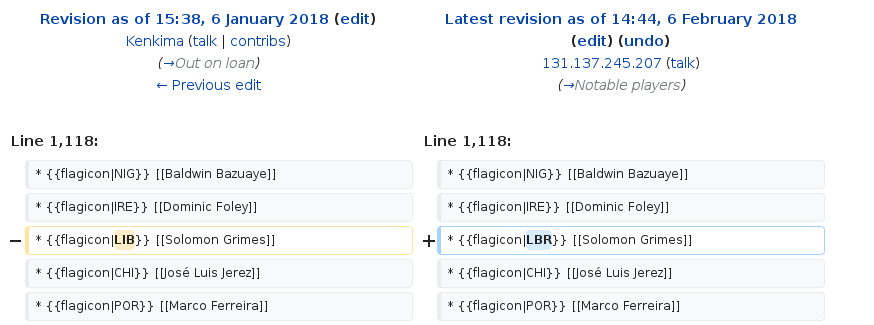 Revision as of 15:38, 6 January 2018 (edit)
Kenkima (talk | contribs)
(→Out on loan)
← Previous edit
Latest revision as of 14:44, 6 February 2018
(edit) (undo)
131.137.245.207 (talk)
(→Notable players)
Line 1,118:
Line 1,118:
* {{flagicon|NIG}} [[Baldwin Bazuaye]]
* {{flagicon|NIG}} [[Baldwin Bazuaye]]
* {{flagicon|IRE}} [[Dominic Foley]]
* {{flagicon|IRE}} [[Dominic Foley]]
− * {{flagicon|LIB}} [[Solomon Grimes]]
+ * {{flagicon|LBR}} [[Solomon Grimes]]
* {{flagicon|CHI}} [[José Luis Jerez]]
* {{flagicon|CHI}} [[José Luis Jerez]]
* {{flagicon|POR}} [[Marco Ferreira]]
* {{flagicon|POR}} [[Marco Ferreira]]